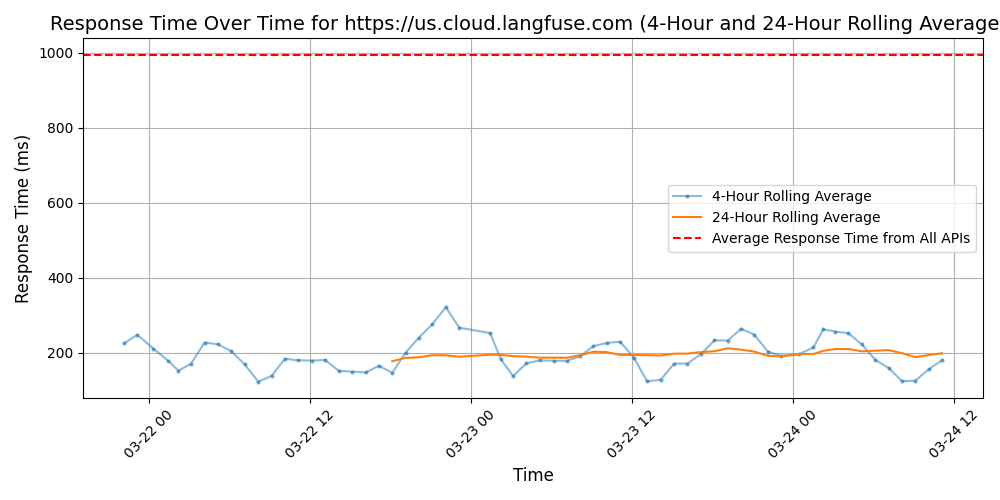 Response Time Over Time for https://us.cloud.langfuse.com (4-Hour and 24-Hour Rolling Average
Response Time (ms)
1000
800
600
400
200
4-Hour Rolling Average
24-Hour Rolling Average
Average Response Time from All APIs
03-22 00
03-22 12
03-23 00
03-23 12
03-24 00
03-24 12
Time